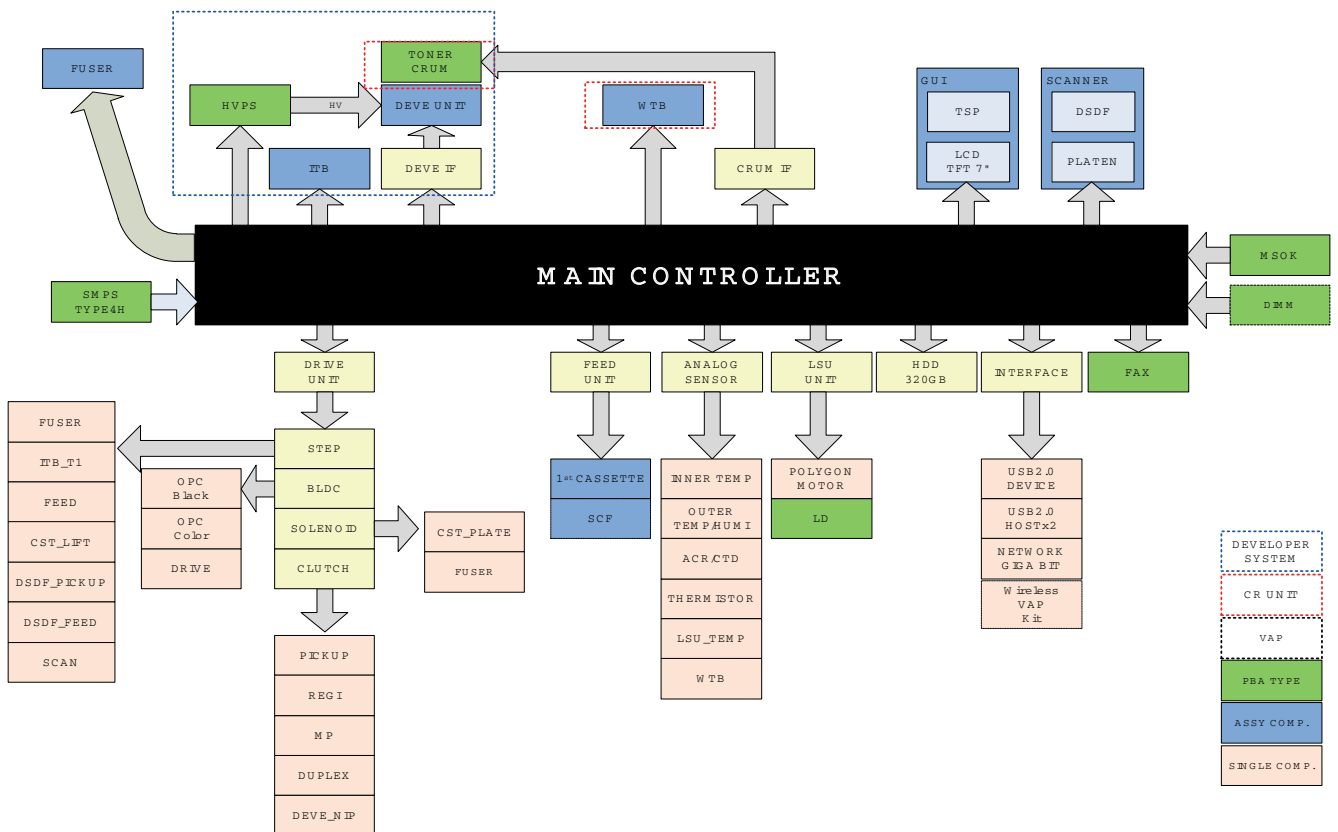 FUSER
TONER
CRUM
HVPS
HV
DEVE UNIT
ITB
DEVE IF
WTB
CRUM IF
GUI
TSP
LCD
TFT 7"
SCANNER
DSDF
PLATEN
MAIN CONTROLLER
SMPS
TYPE4H
MSOK
DIMM
DRIVE
UNIT
FEED
UNIT
ANALOG
SENSOR
LSU
UNIT
HDD
320GB
INTERFACE
FAX
FUSER
ITB_T1
FEED
CST_LIFT
DSDF_PICKUP
DSDF_FEED
SCAN
OPC
Black
OPC
Color
DRIVE
STEP
BLDC
SOLENOID
CLUTCH
CST_PLATE
FUSER
PICKUP
REGI
MP
DUPLEX
DEVE_NIP
1st CASSETTE
SCF
INNER TEMP
OUTER
TEMP/HUMI
ACR/CTD
THERMISTOR
LSU_TEMP
WTB
POLYGON
MOTOR
LD
USB2.0
DEVICE
USB2.0
HOSTx2
NETWORK
GIGABIT
Wireless
VAP
Kit
DEVELOPER
SYSTEM
CR UNIT
VAP
PBA TYPE
ASSY COMP.
SINGLE COMP.